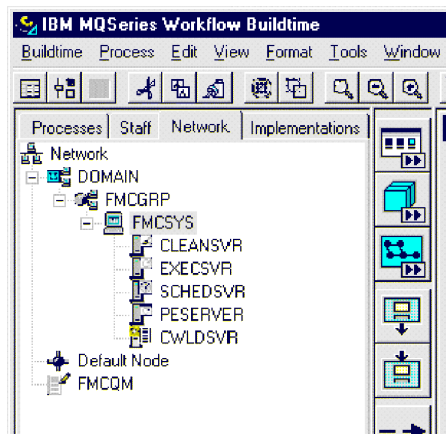 IBM MQSeries Workflow Buildtime
Buildtime Process Edit View Format Tools Window
Processes Staff Network Implementations
Network
DOMAIN
FMCGRP
FMCSYS
CLEANSVR
EXECSVR
SCHEDSVR
PESERVER
CWLDSVR
Default Node
FMCQM